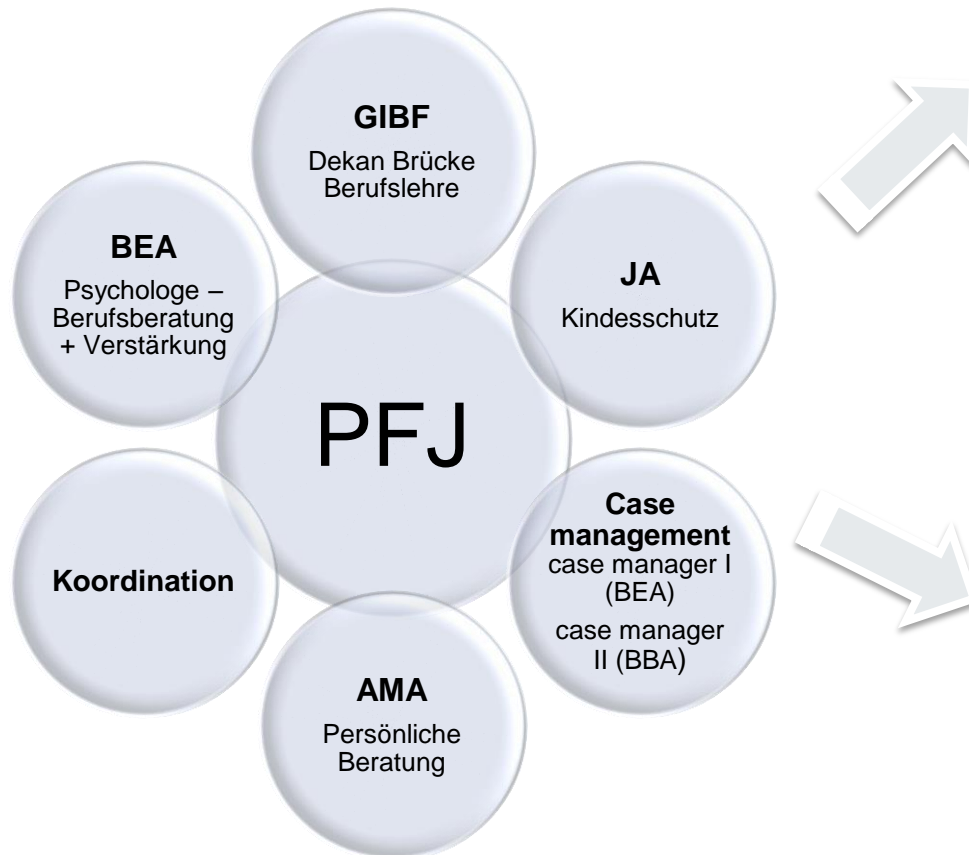 GIBF
Dekan Brücke
Berufslehre
BEA
Psychologe –
Berufsberatung
+ Verstärkung
JA
Kindesschutz
PFJ
Koordination
Case
management
case manager I
(BEA)
case manager
II (BBA)
AMA
Persönliche
Beratung